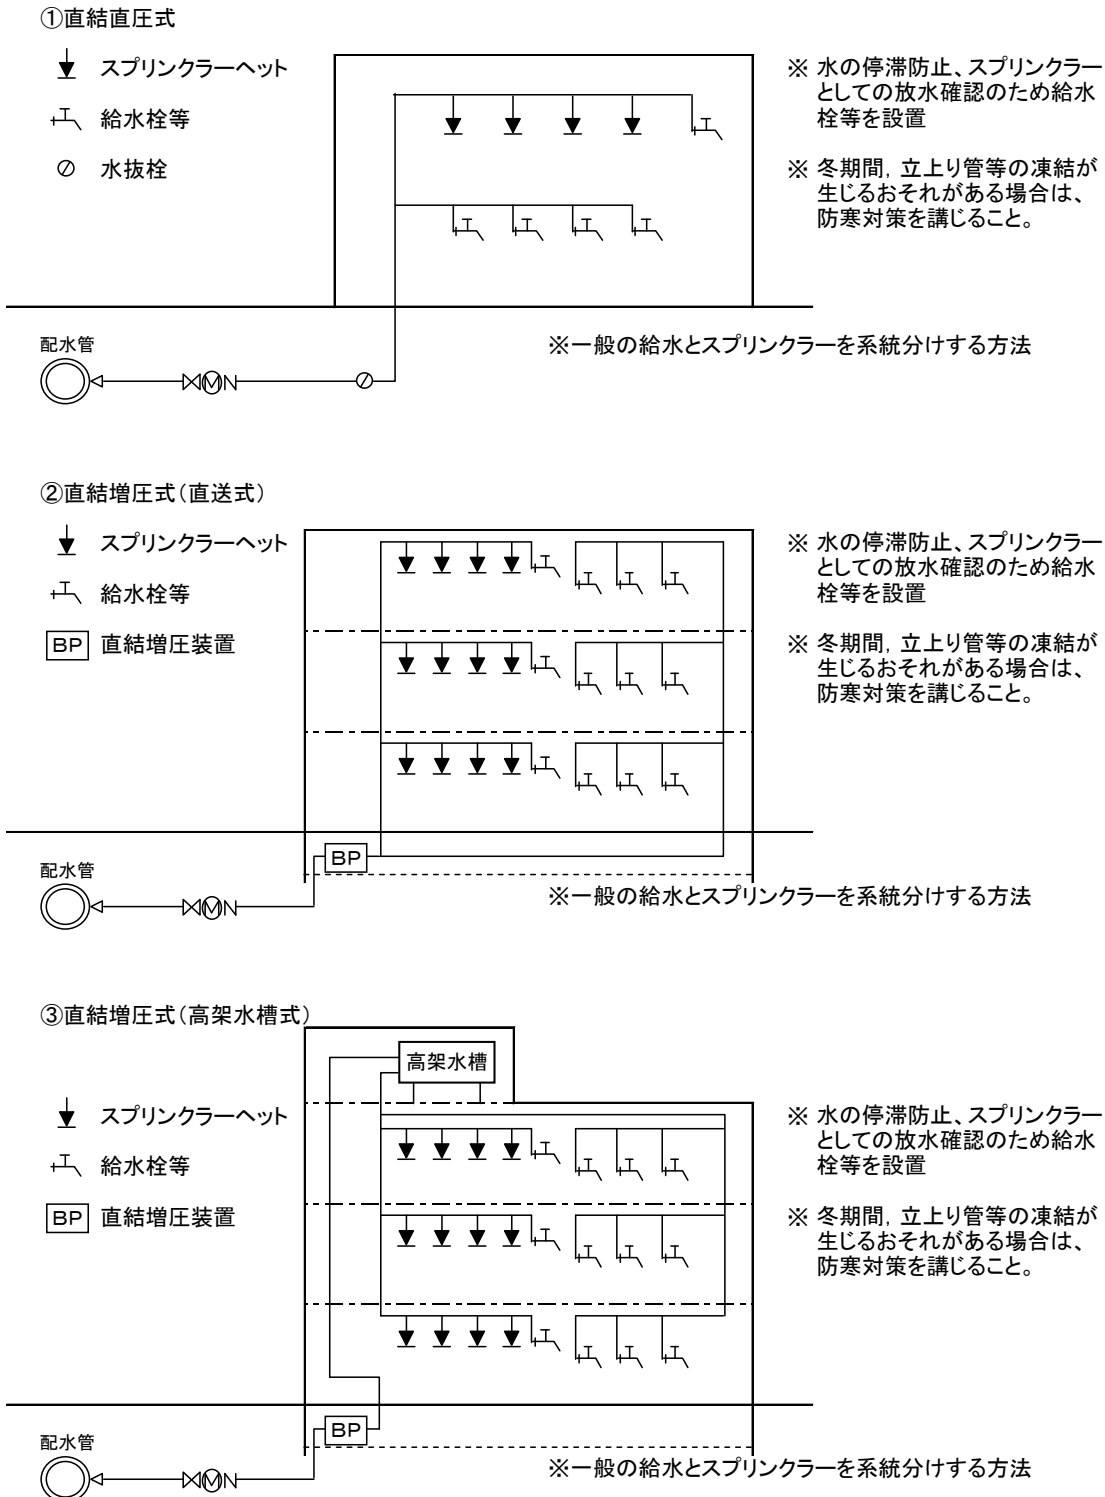 ①直結直圧式
スプリンクラーヘット
給水栓等
水抜栓
※ 水の停滞防止、スプリンクラー
としての放水確認のため給水
栓等を設置
※ 冬期間, 立上り管等の凍結が
生じるおそれがある場合は、
防寒対策を講じること。
配水管
M
※一般の給水とスプリンクラーを系統分けする方法
②直結増圧式(直送式)
スプリンクラーヘット
給水栓等
BP 直結増圧装置
※ 水の停滞防止、スプリンクラー
としての放水確認のため給水
栓等を設置
※ 冬期間, 立上り管等の凍結が
生じるおそれがある場合は、
防寒対策を講じること。
BP
配水管
M
※一般の給水とスプリンクラーを系統分けする方法
③直結増圧式(高架水槽式)
高架水槽
スプリンクラーヘット
給水栓等
BP 直結増圧装置
※ 水の停滞防止、スプリンクラー
としての放水確認のため給水
栓等を設置
※ 冬期間, 立上り管等の凍結が
生じるおそれがある場合は、
防寒対策を講じること。
BP
配水管
M
※一般の給水とスプリンクラーを系統分けする方法